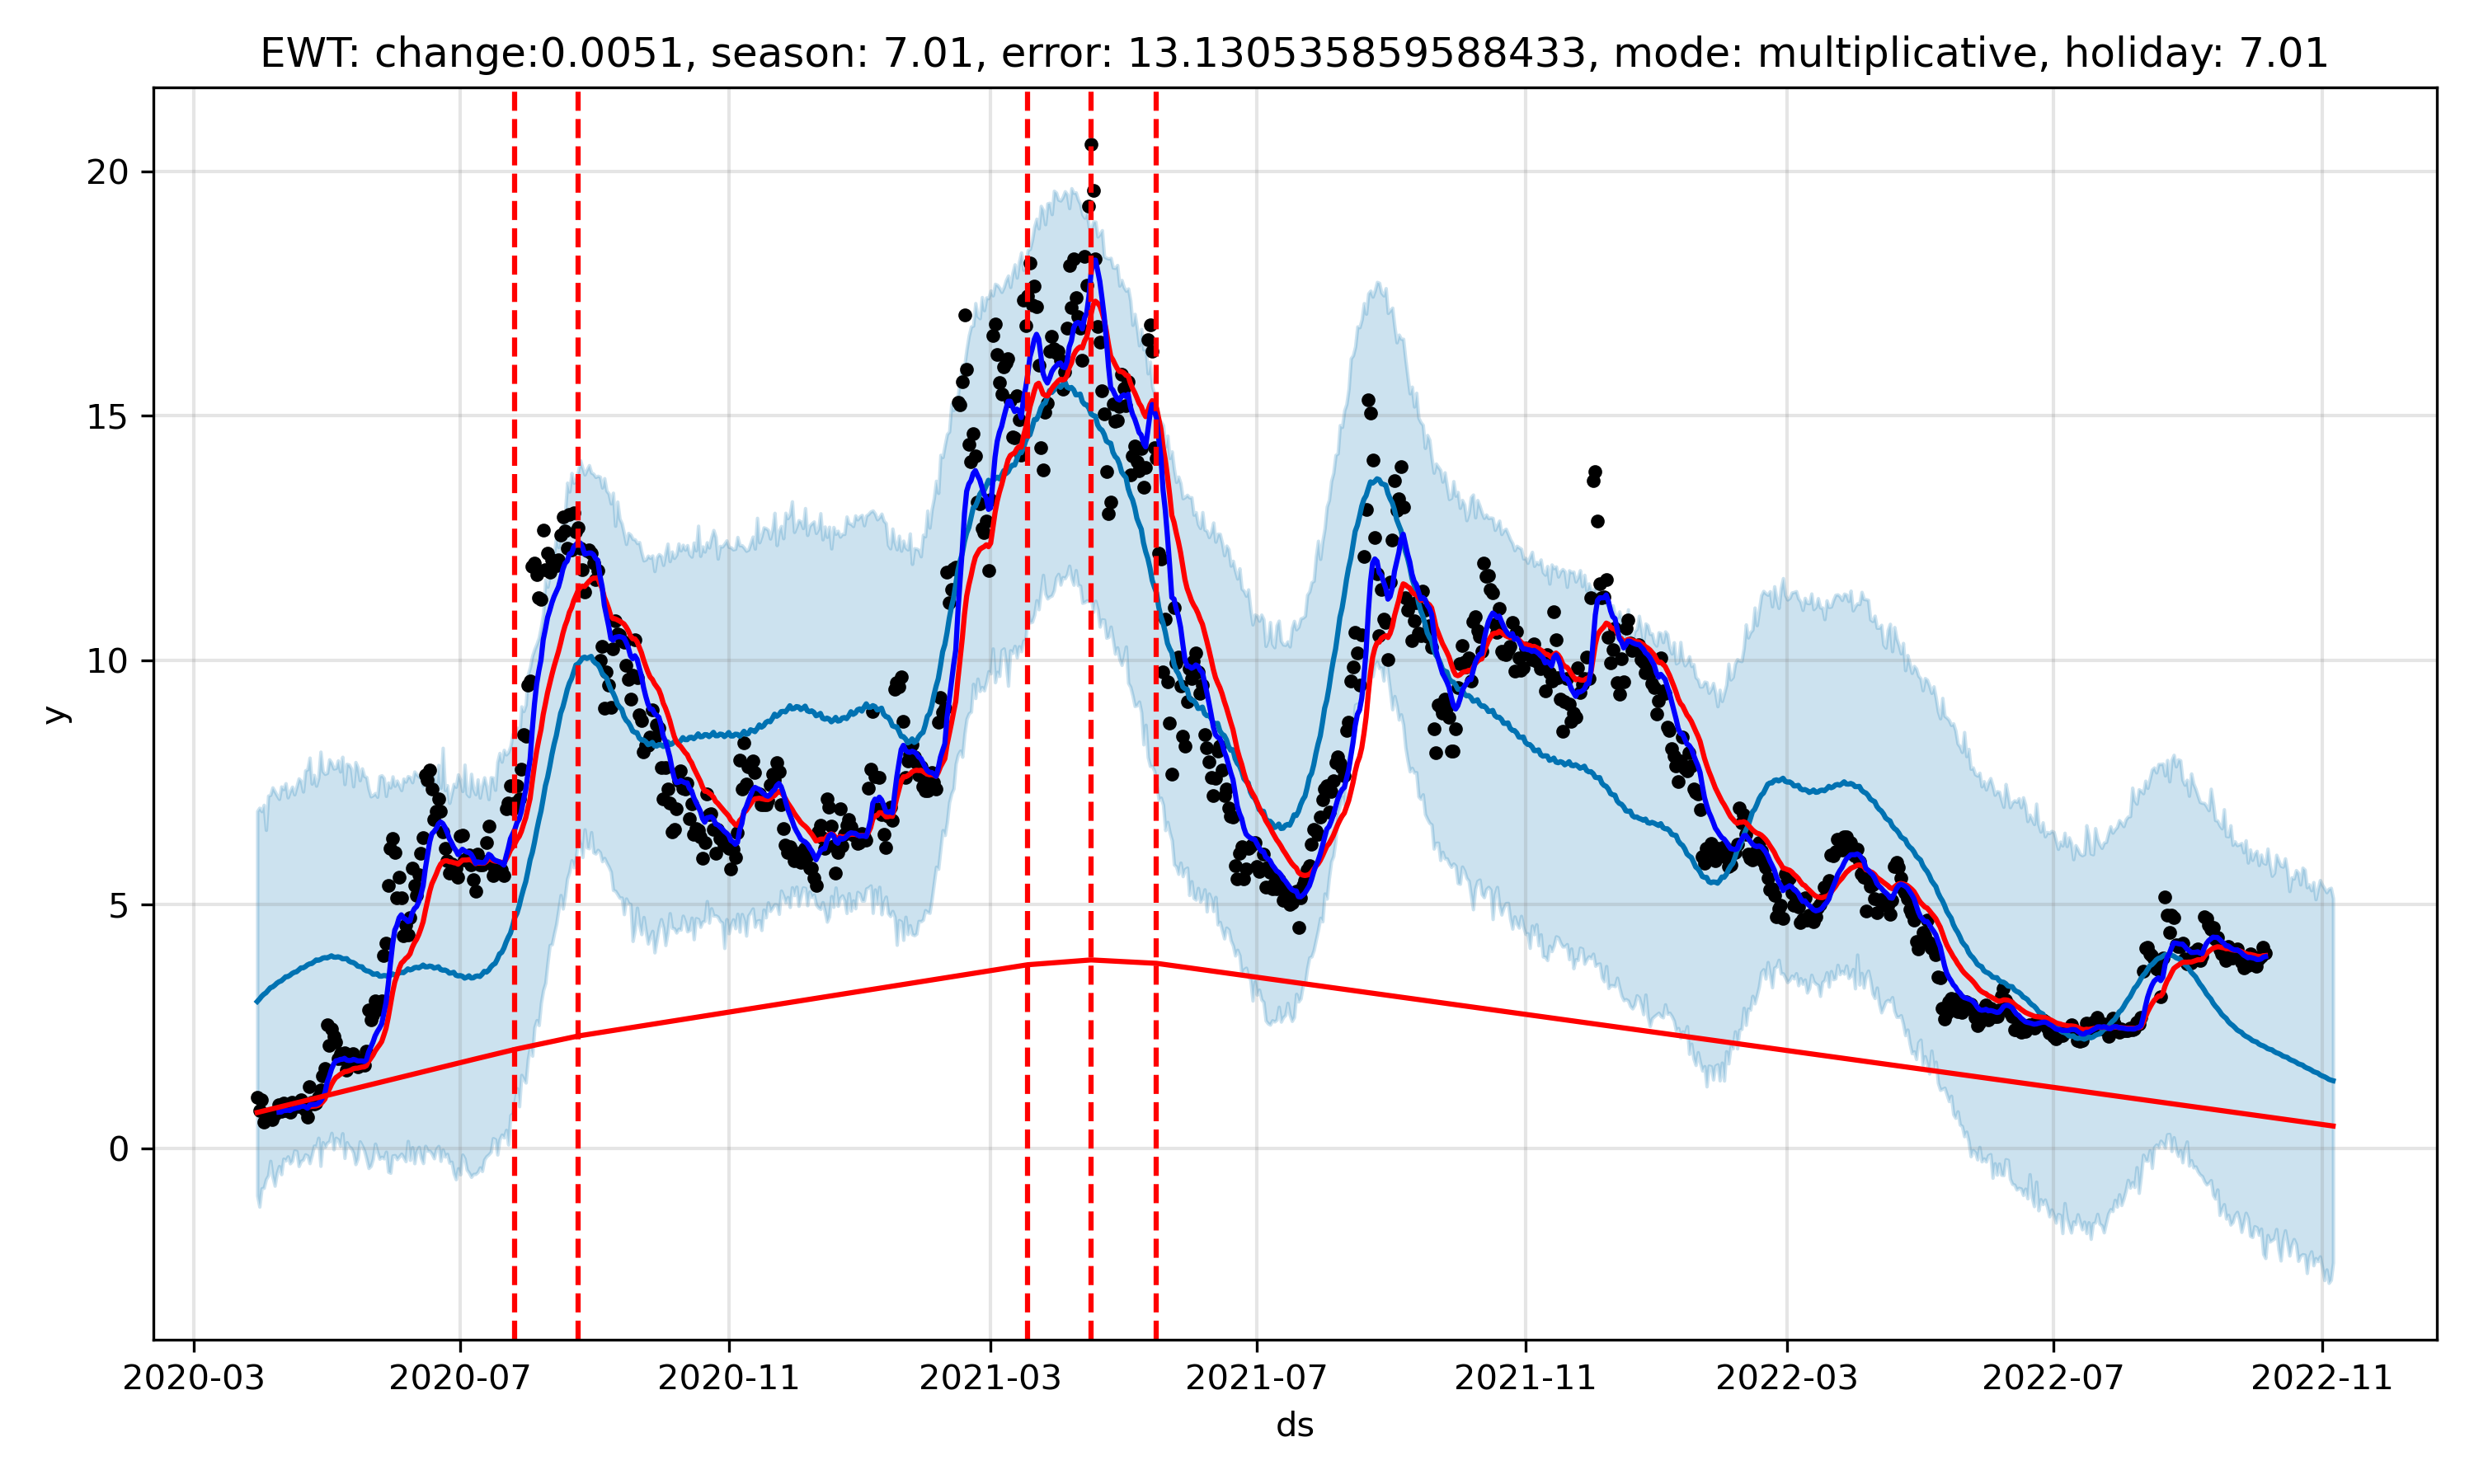 EWT: change:0.0051, season: 7.01, error: 13.130535859588433, mode: multiplicative, holiday: 7.01
20
15
10
5
0
y
2020-03 2020-07 2020-11 2021-03 2021-07 2021-11 2022-03 2022-07 2022-11
ds